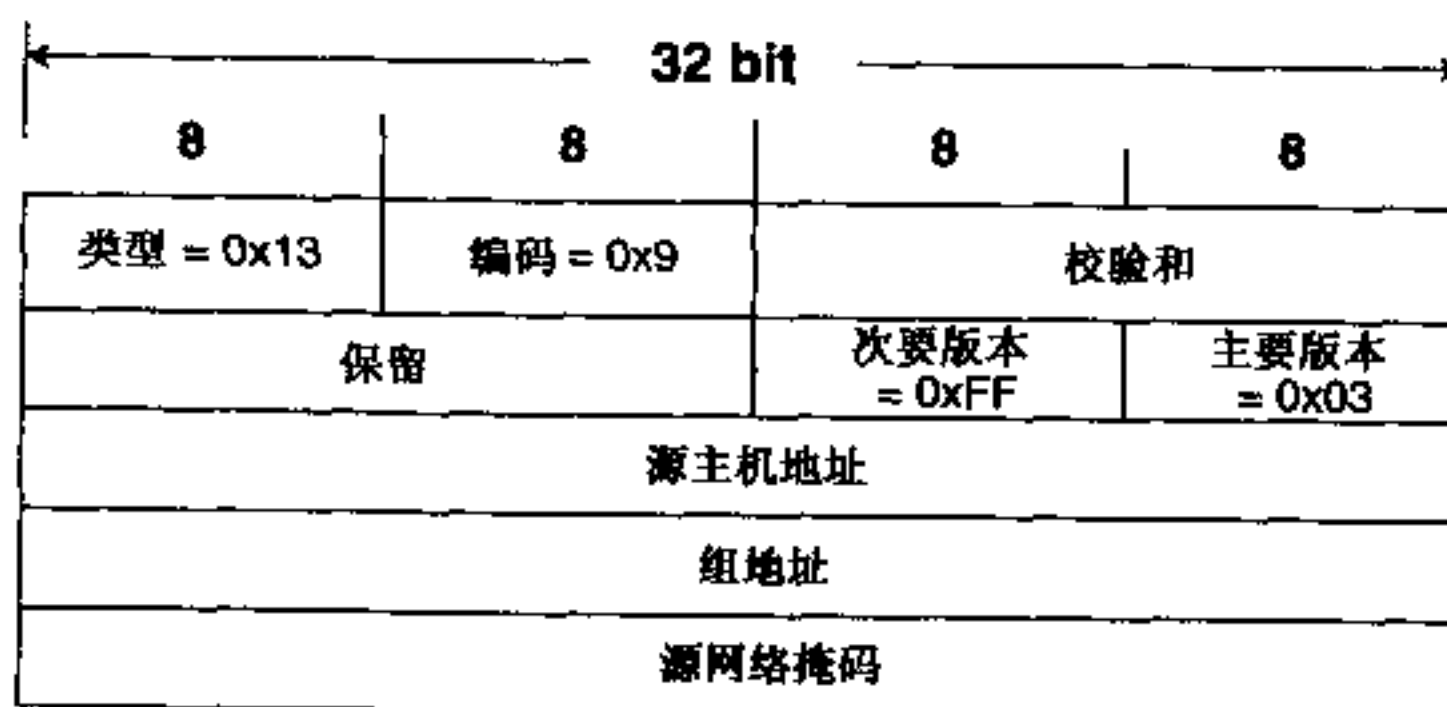 32 bit
8 8 8 8
类型 = 0x13 编码 = 0x9 校验和
保留 次要版本 = 0xFF 主要版本 = 0x03
源主机地址
组地址
源网络掩码